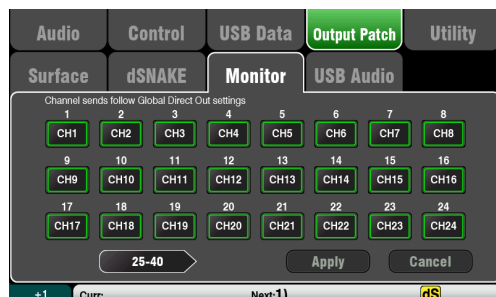 Audio Control USB Data Output Patch Utility
Surface dSNAKE Monitor USB Audio
Channel sends follow Global Direct Out settings
1 2 3 4 5 6 7 8
CH1 CH2 CH3 CH4 CH5 CH6 CH7 CH8
9 10 11 12 13 14 15 16
CH9 CH10 CH11 CH12 CH13 CH14 CH15 CH16
17 18 19 20 21 22 23 24
CH17 CH18 CH19 CH20 CH21 CH22 CH23 CH24
25-40 Apply Cancel
+1 Curr: Next:1) dS